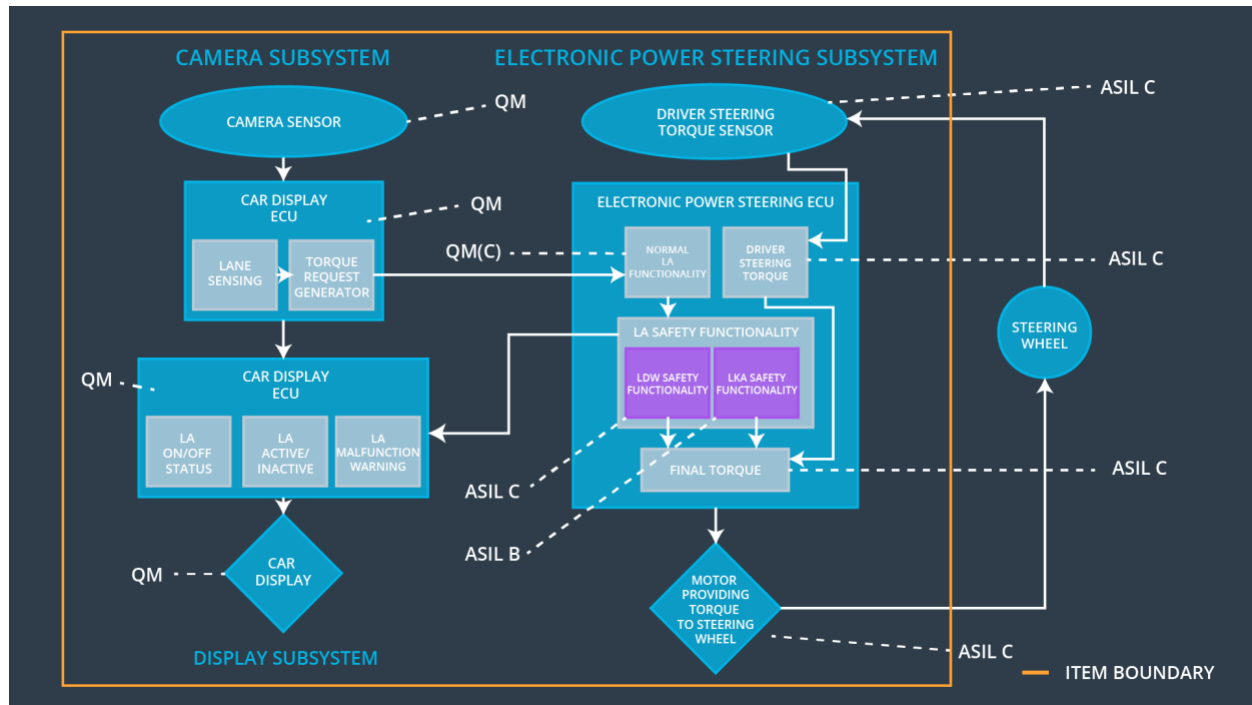 CAMERA SUBSYSTEM
ELECTRONIC POWER STEERING SUBSYSTEM
CAMERA SENSOR
QM
DRIVER STEERING
TORQUE SENSOR
ASIL C
CAR DISPLAY
ECU
QM
LANE
SENSING
TORQUE
REQUEST
GENERATOR
ELECTRONIC POWER STEERING ECU
QM(C)
NORMAL
LA
FUNCTIONALITY
DRIVER
STEERING
TORQUE
ASIL C
LA SAFETY FUNCTIONALITY
LDW SAFETY
FUNCTIONALITY
LKA SAFETY
FUNCTIONALITY
STEERING
WHEEL
QM
CAR DISPLAY
ECU
LA
ON/OFF
STATUS
LA
ACTIVE/
INACTIVE
LA
MALFUNCTION
WARNING
FINAL TORQUE
ASIL C
ASIL C
ASIL B
QM
CAR
DISPLAY
MOTOR
PROVIDING
TORQUE
TO STEERING
WHEEL
ASIL C
DISPLAY SUBSYSTEM
ITEM BOUNDARY